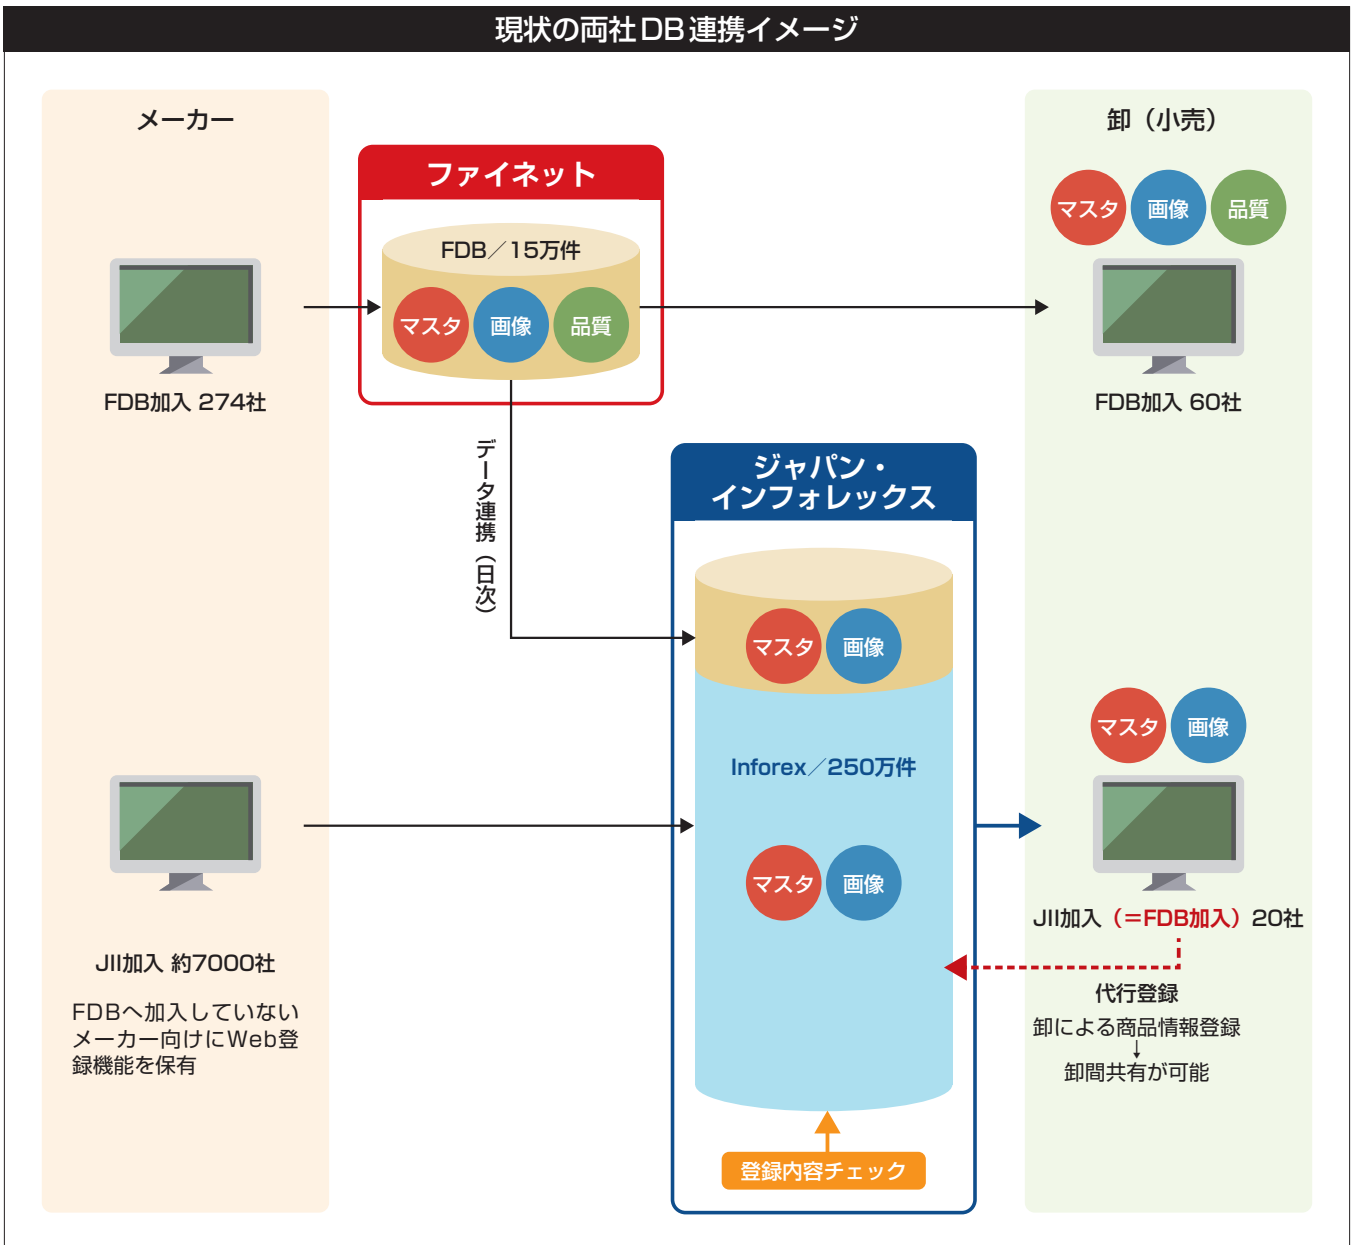 現状の両社DB連携イメージ
メーカー
FDB加入 274社
JII加入 約7000社
FDBへ加入していない
メーカー向けにWeb登
録機能を保有
ファイネット
FDB／15万件
マスタ
画像
品質
データ連携（日次）
ジャパン・
インフォレックス
マスタ
画像
Inforex／250万件
マスタ
画像
登録内容チェック
卸（小売）
マスタ
画像
品質
FDB加入 60社
マスタ
画像
JII加入（＝FDB加入）20社
代行登録
卸による商品情報登録
↓
卸間共有が可能